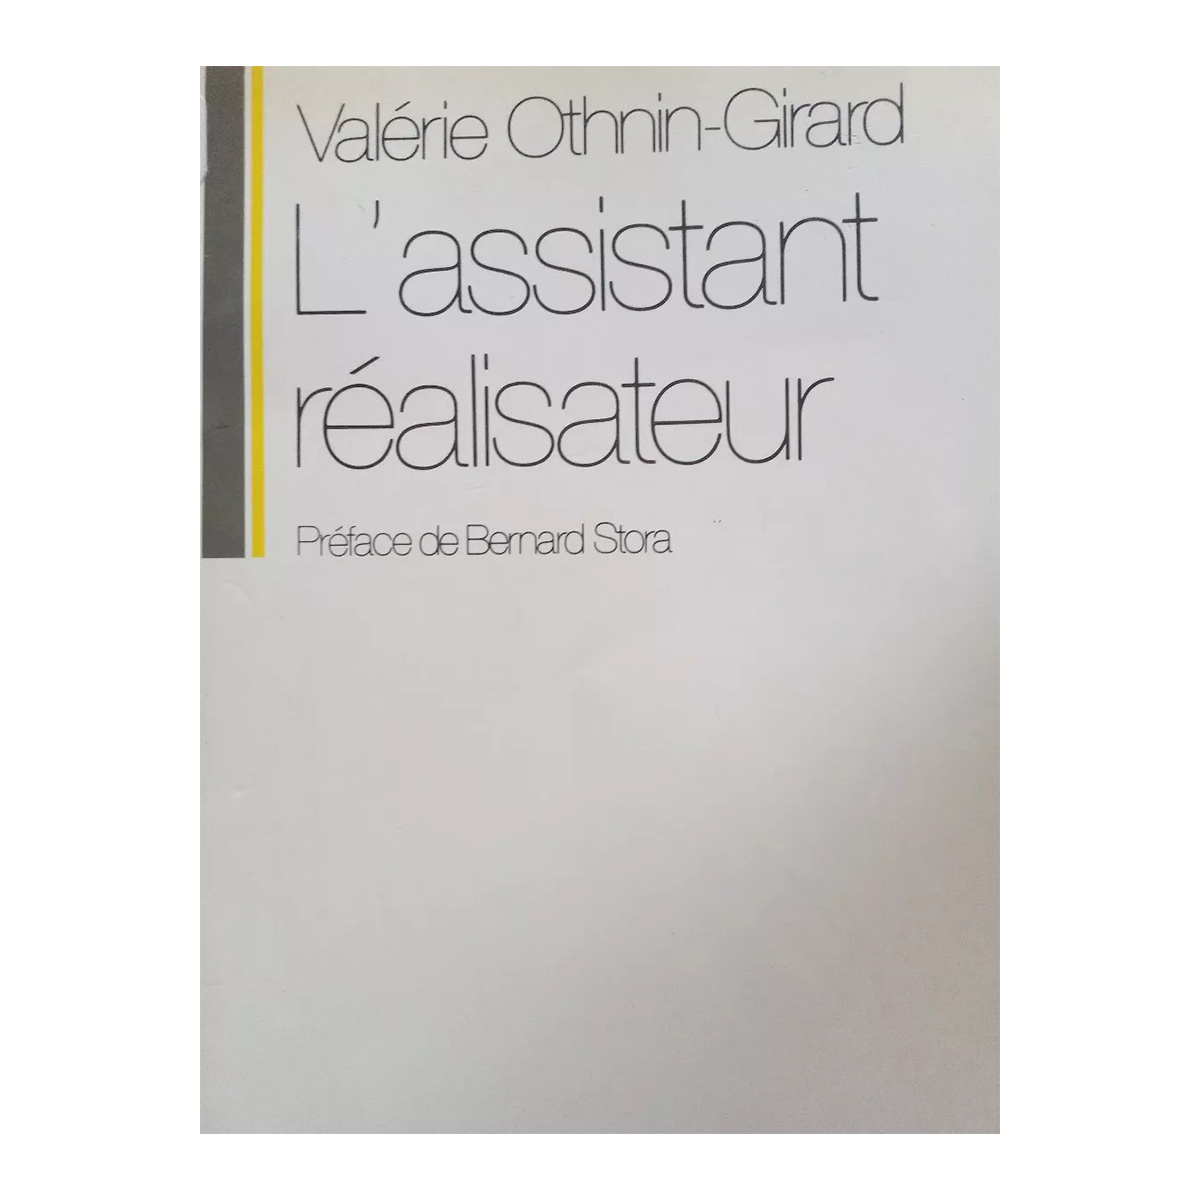 Valérie Othnin-Girard
L'assistant
réalisateur
Préface de Bernard Stora